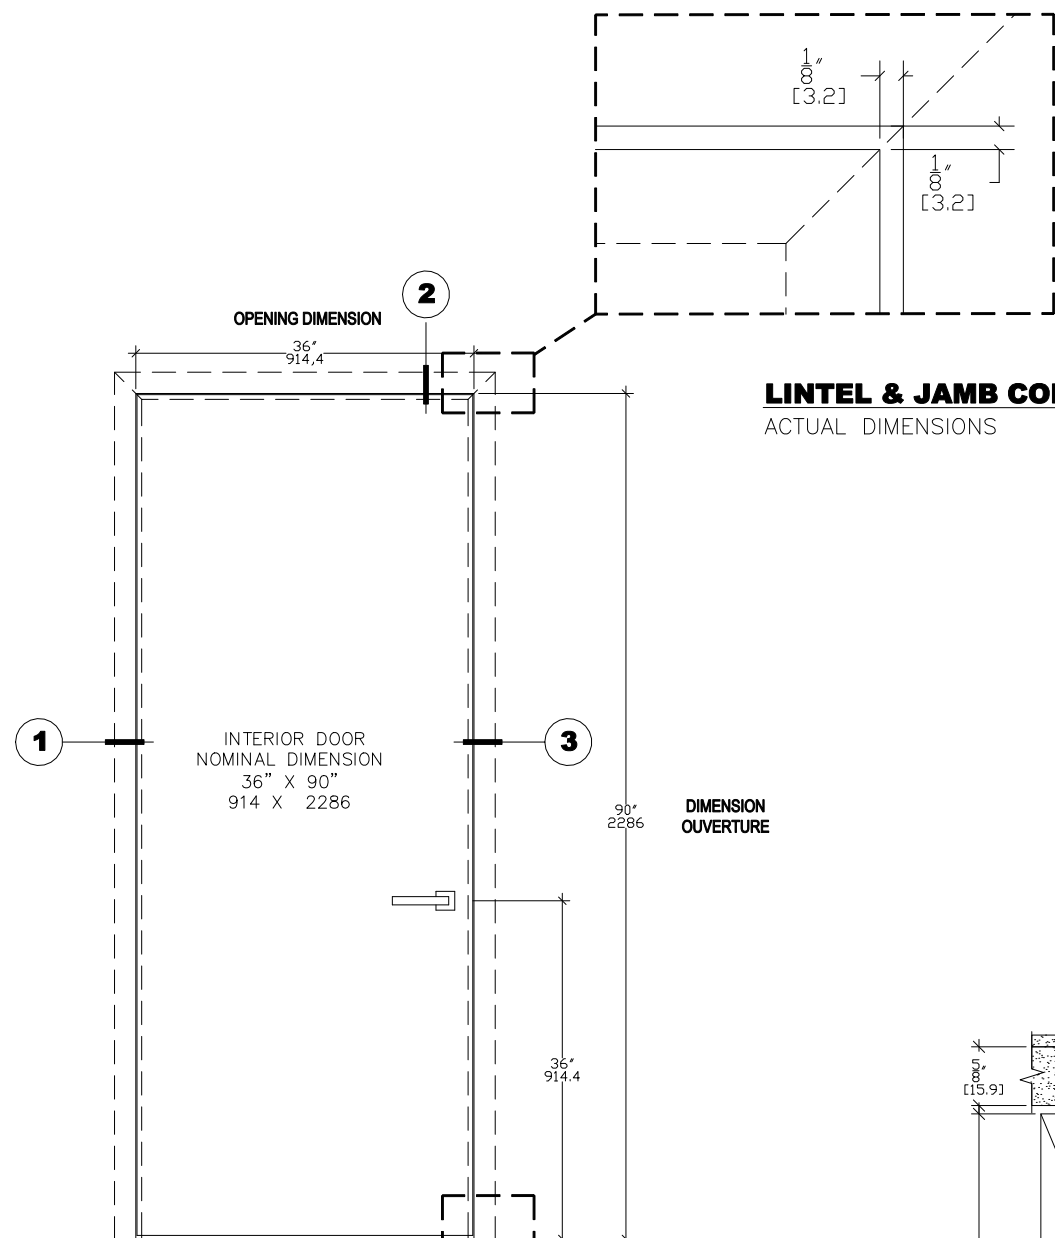 1"
8
[3.2]
1"
8
[3.2]
2
OPENING DIMENSION
36"
914,4
LINTEL & JAMB
ACTUAL DIMENSIONS
1
3
INTERIOR DOOR
NOMINAL DIMENSION
36” X 90”
914 X 2286
90"
2286
DIMENSION
OUVERTURE
36"
914.4
5"
8
[15.9]